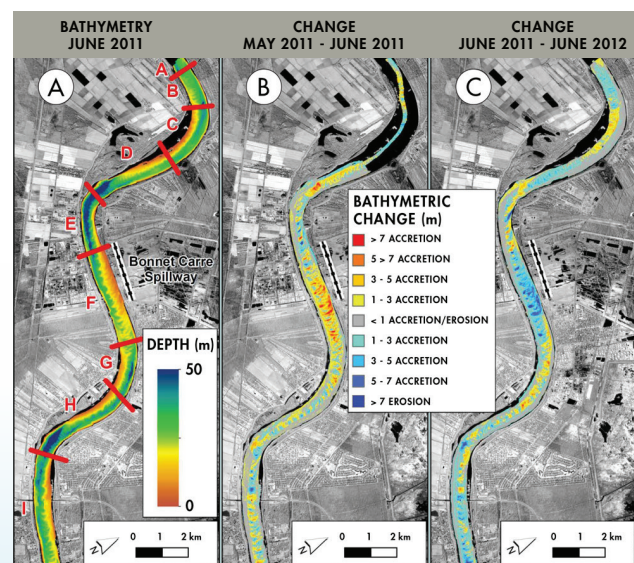 BATHYMETRY
JUNE 2011
CHANGE
MAY 2011 - JUNE 2011
CHANGE
JUNE 2011 - JUNE 2012
A
B
C
A
B
C
D
E
F
G
H
I
Bonnet Carre
Spillway
DEPTH (m)
50
0
BATHYMETRIC
CHANGE (m)
> 7 ACCRETION
5 > 7 ACCRETION
3 - 5 ACCRETION
1 - 3 ACCRETION
< 1 ACCRETION/EROSION
1 - 3 ACCRETION
3 - 5 ACCRETION
5 - 7 ACCRETION
> 7 EROSION
N
0 1 2 km
N
0 1 2 km
N
0 1 2 km